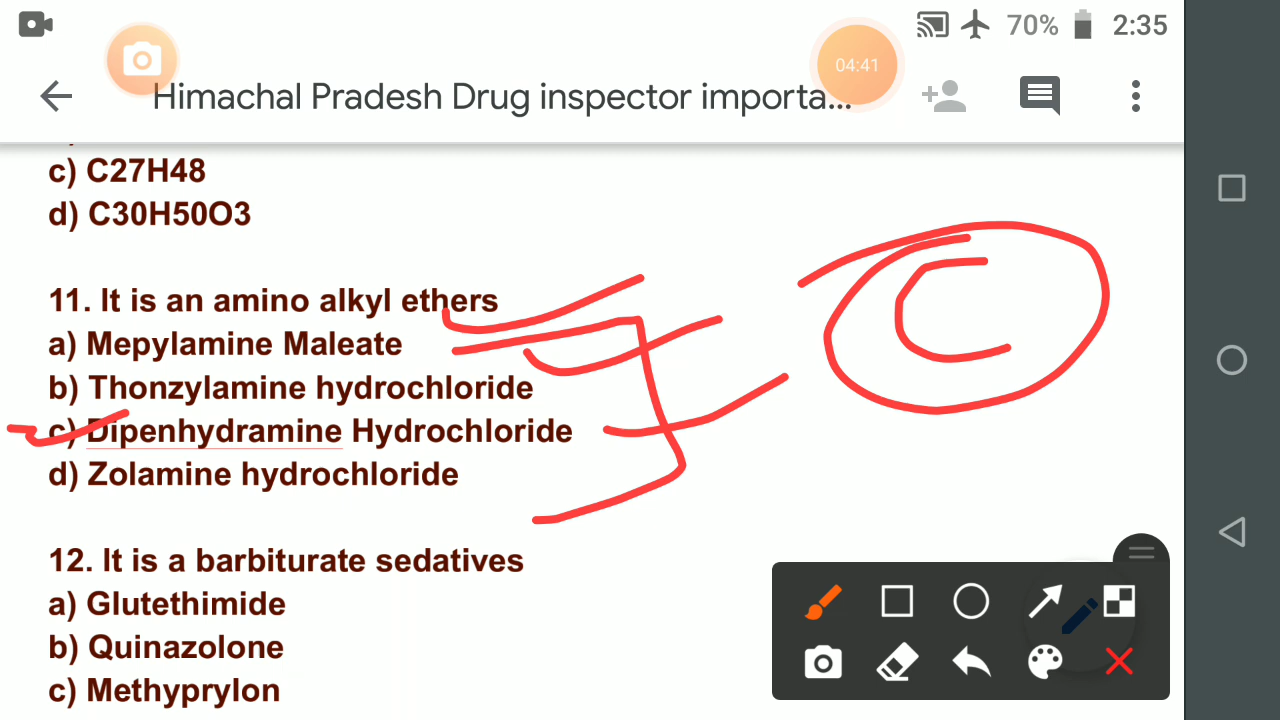 70% 2:35
04:41
Himachal Pradesh Drug inspector importa...
c) C27H48
d) C30H50O3
11. It is an amino alkyl ethers
a) Mepylamine Maleate
b) Thonzylamine hydrochloride
c) Dipenhydramine Hydrochloride
d) Zolamine hydrochloride
C
12. It is a barbiturate sedatives
a) Glutethimide
b) Quinazolone
c) Methyprylon